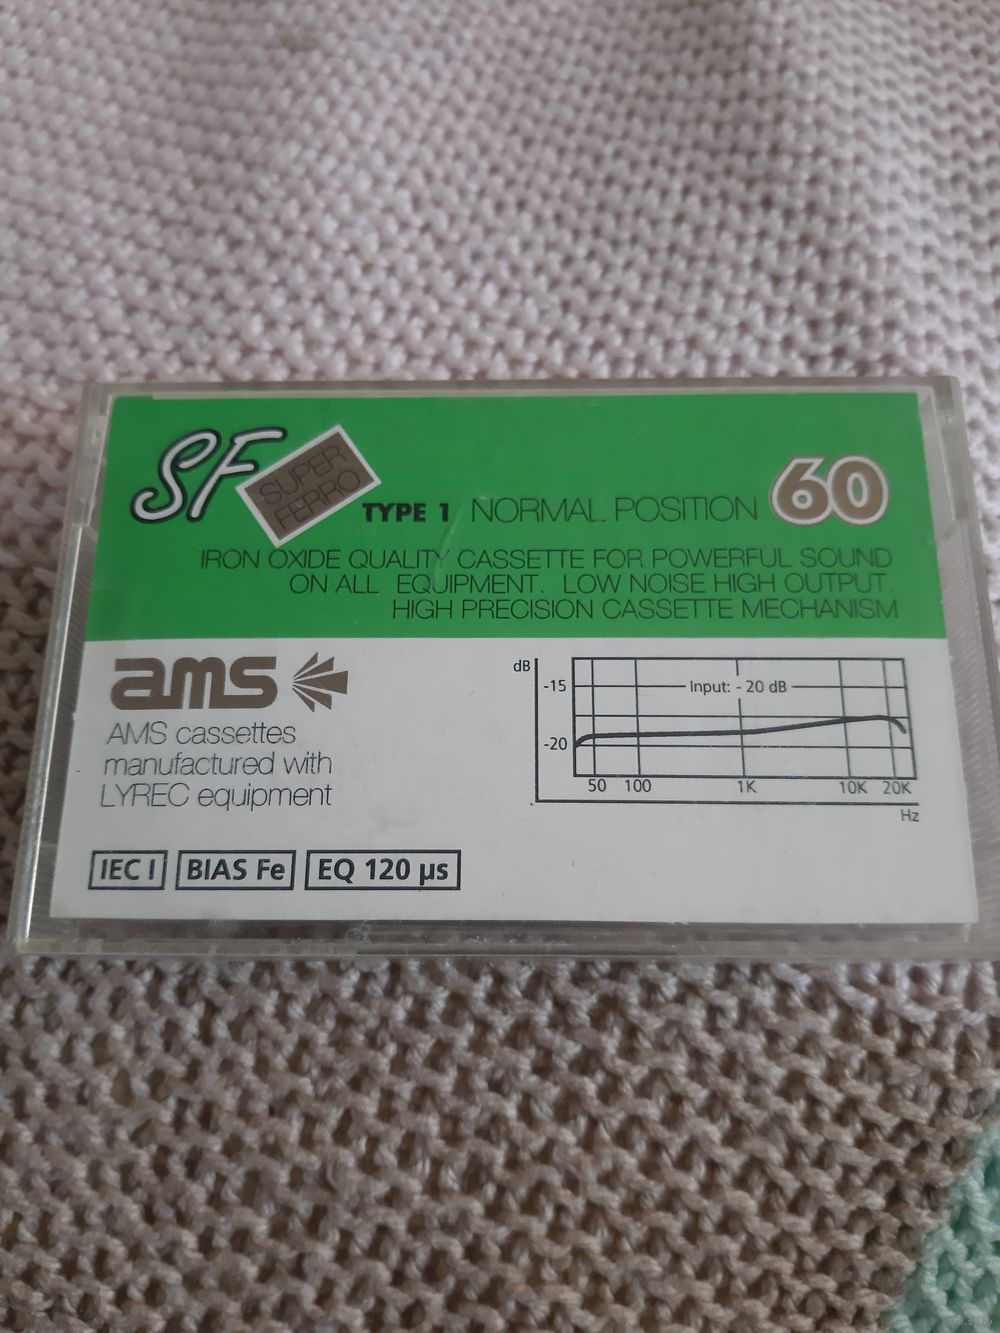 SF
SUPER
FERRO
TYPE 1 NORMAL POSITION 60
IRON OXIDE QUALITY CASSETTE FOR POWERFUL SOUND
ON ALL EQUIPMENT. LOW NOISE HIGH OUTPUT.
HIGH PRECISION CASSETTE MECHANISM
ams
AMS cassettes
manufactured with
LYREC equipment
dB
-15
Input: - 20 dB
-20
50 100 1K 10K 20K
Hz
IEC I BIAS Fe EQ 120 µs